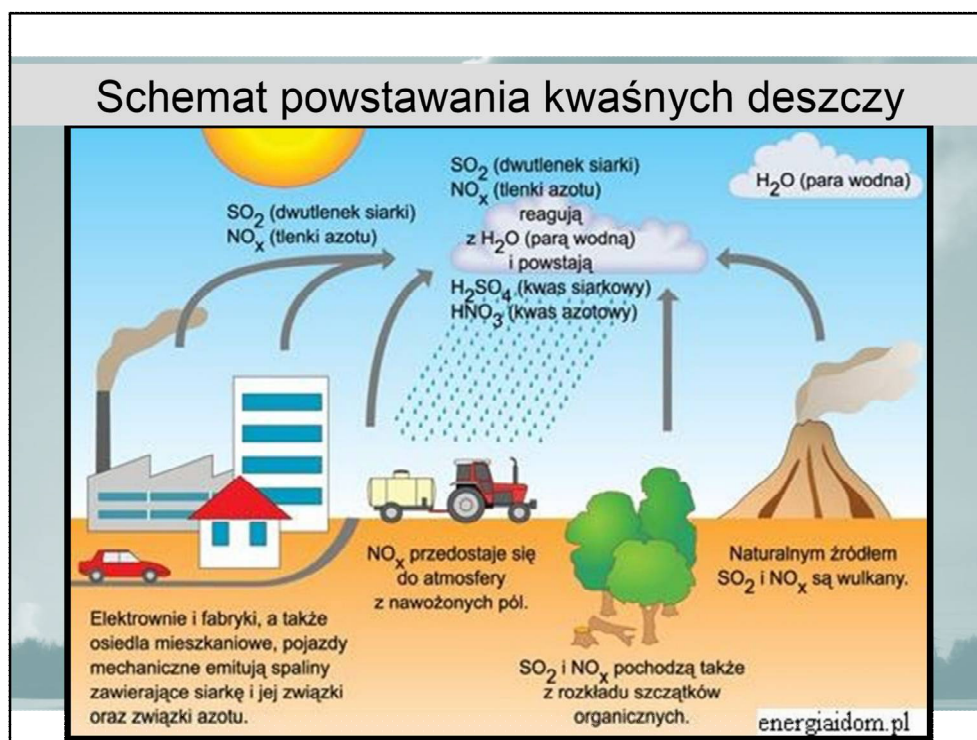 Schemat powstawania kwaśnych deszczy
SO₂ (dwutlenek siarki)
NOₓ (tlenki azotu)
SO₂ (dwutlenek siarki)
NOₓ (tlenki azotu)
reagują
z H₂O (parą wodną)
i powstają
H₂SO₄ (kwas siarkowy)
HNO₃ (kwas azotowy)
H₂O (para wodna)
Elektrownie i fabryki, a także
osiedla mieszkaniowe, pojazdy
mechaniczne emitują spaliny
zawierające siarkę i jej związki
oraz związki azotu.
NOₓ przedostaje się
do atmosfery
z nawożonych pól.
SO₂ i NOₓ pochodzą także
z rozkładu szczątków
organicznych.
Naturalnym źródłem
SO₂ i NOₓ są wulkany.
energiaidom.pl